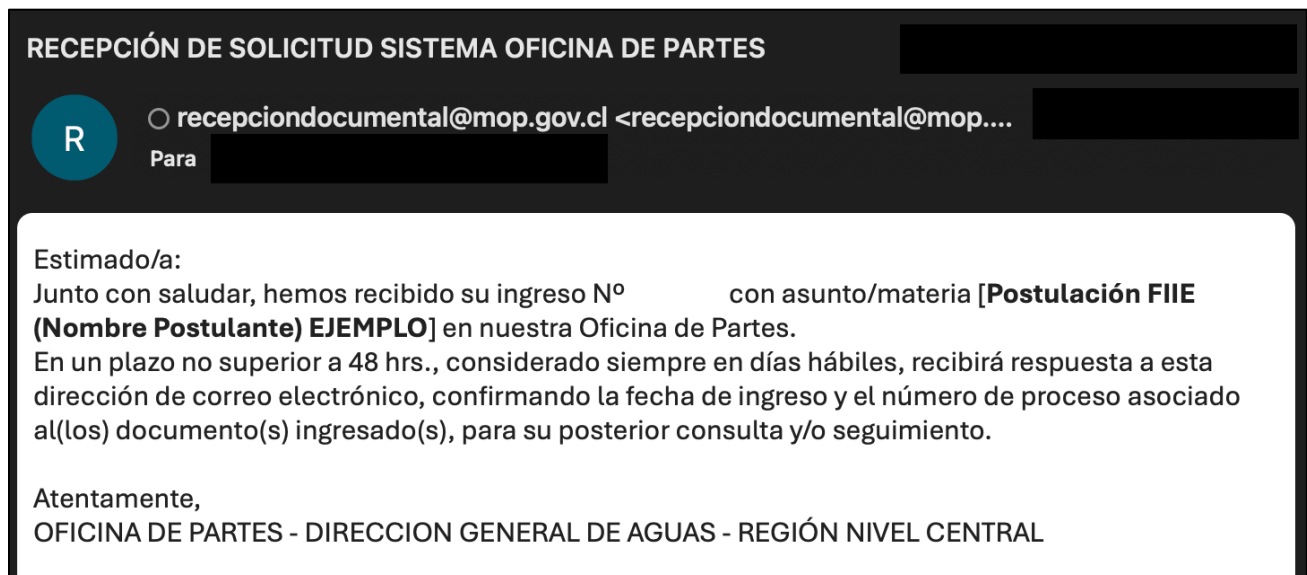 RECEPCIÓN DE SOLICITUD SISTEMA OFICINA DE PARTES
R
recepciondocumental@mop.gov.cl <recepciondocumental@mop....
Para
Estimado/a:
Junto con saludar, hemos recibido su ingreso Nº con asunto/materia [Postulación FIIE
(Nombre Postulante) EJEMPLO] en nuestra Oficina de Partes.
En un plazo no superior a 48 hrs., considerado siempre en días hábiles, recibirá respuesta a esta
dirección de correo electrónico, confirmando la fecha de ingreso y el número de proceso asociado
al(los) documento(s) ingresado(s), para su posterior consulta y/o seguimiento.
Atentamente,
OFICINA DE PARTES - DIRECCION GENERAL DE AGUAS - REGIÓN NIVEL CENTRAL